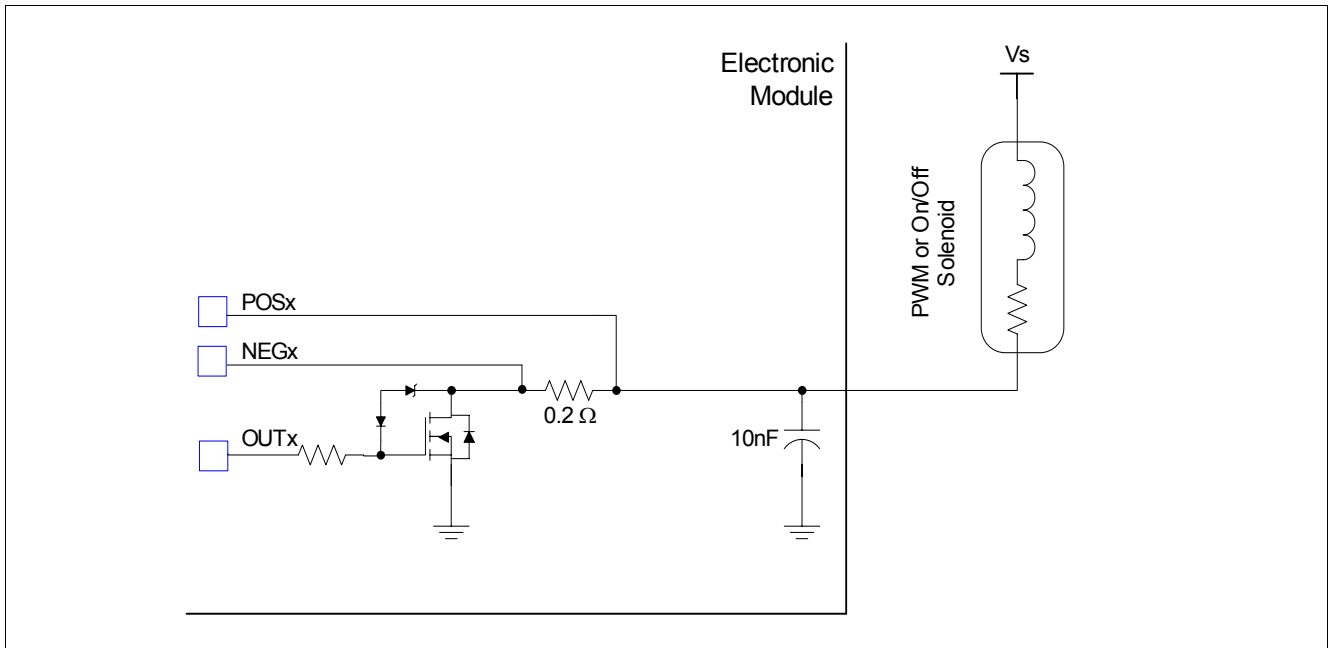 Electronic
Module
Vs
PWM or On/Off
Solenoid
POSx
NEGx
0.2 Ω
OUTx
10nF